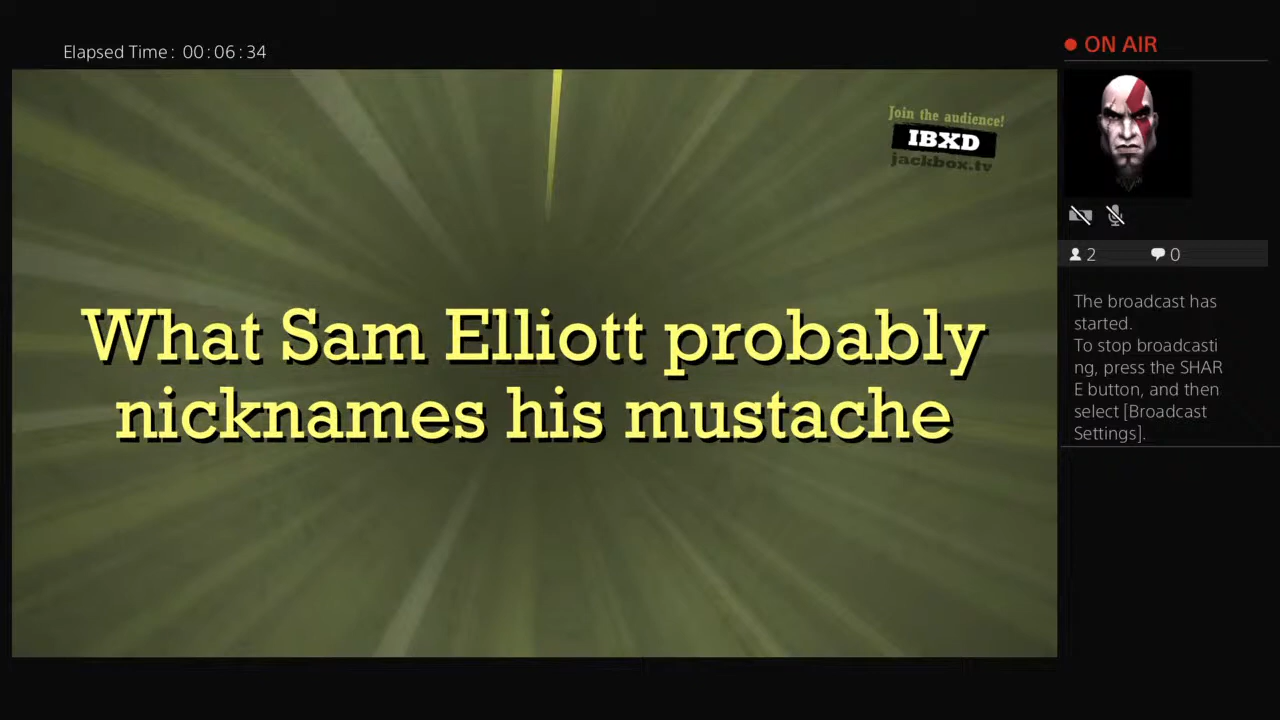 Elapsed Time: 00:06:34
ON AIR
Join the audience!
IBXD
jackbox.tv
What Sam Elliott probably
nicknames his mustache
2
0
The broadcast has
started.
To stop broadcasti
ng, press the SHAR
E button, and then
select [Broadcast
Settings].